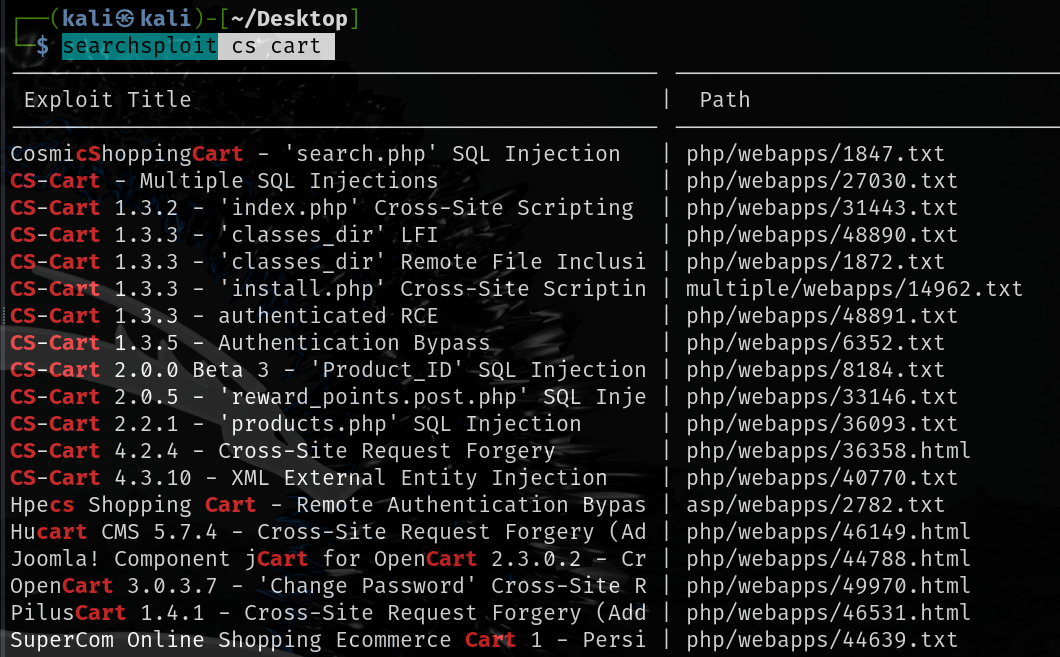 (kali㉿kali)-[~/Desktop]
$ searchsploit cs cart
Exploit Title | Path
CosmicShoppingCart - 'search.php' SQL Injection | php/webapps/1847.txt
CS-Cart - Multiple SQL Injections | php/webapps/27030.txt
CS-Cart 1.3.2 - 'index.php' Cross-Site Scripting | php/webapps/31443.txt
CS-Cart 1.3.3 - 'classes_dir' LFI | php/webapps/48890.txt
CS-Cart 1.3.3 - 'classes_dir' Remote File Inclusi | php/webapps/1872.txt
CS-Cart 1.3.3 - 'install.php' Cross-Site Scriptin | multiple/webapps/14962.txt
CS-Cart 1.3.3 - authenticated RCE | php/webapps/48891.txt
CS-Cart 1.3.5 - Authentication Bypass | php/webapps/6352.txt
CS-Cart 2.0.0 Beta 3 - 'Product_ID' SQL Injection | php/webapps/8184.txt
CS-Cart 2.0.5 - 'reward_points.post.php' SQL Inje | php/webapps/33146.txt
CS-Cart 2.2.1 - 'products.php' SQL Injection | php/webapps/36093.txt
CS-Cart 4.2.4 - Cross-Site Request Forgery | php/webapps/36358.html
CS-Cart 4.3.10 - XML External Entity Injection | php/webapps/40770.txt
Hpecs Shopping Cart - Remote Authentication Bypas | asp/webapps/2782.txt
Hucart CMS 5.7.4 - Cross-Site Request Forgery (Ad | php/webapps/46149.html
Joomla! Component jCart for OpenCart 2.3.0.2 - Cr | php/webapps/44788.html
OpenCart 3.0.3.7 - 'Change Password' Cross-Site R | php/webapps/49970.html
PilusCart 1.4.1 - Cross-Site Request Forgery (Add | php/webapps/46531.html
SuperCom Online Shopping Ecommerce Cart 1 - Persi | php/webapps/44639.txt